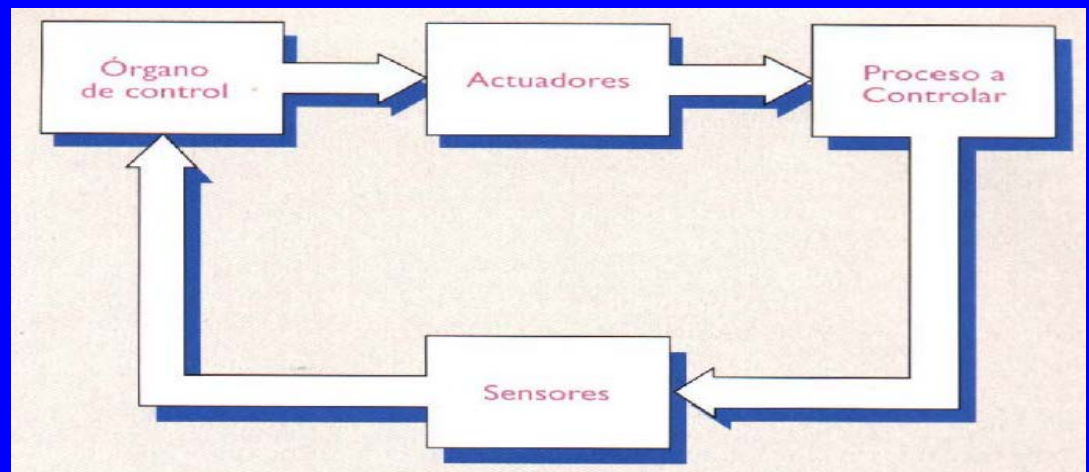 Órgano
de control
Actuadores
Proceso a
Controlar
Sensores